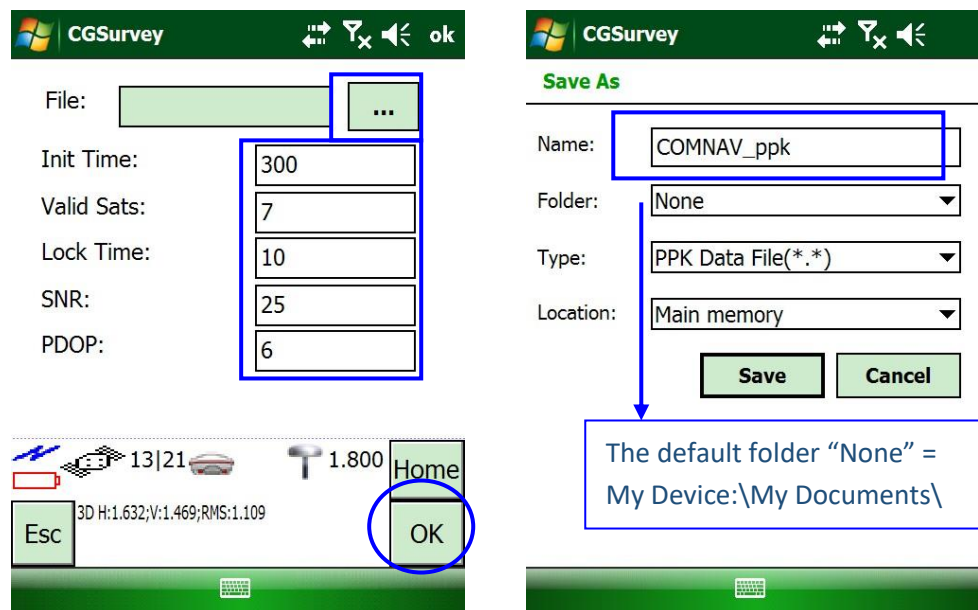 CGSurvey ok
File: ...
Init Time: 300
Valid Sats: 7
Lock Time: 10
SNR: 25
PDOP: 6
13|21 1.800 Home
3D H:1.632;V:1.469;RMS:1.109
Esc OK
CGSurvey
Save As
Name: COMNAV_ppk
Folder: None
Type: PPK Data File(*.*)
Location: Main memory
Save Cancel
The default folder “None” =
My Device:\My Documents\